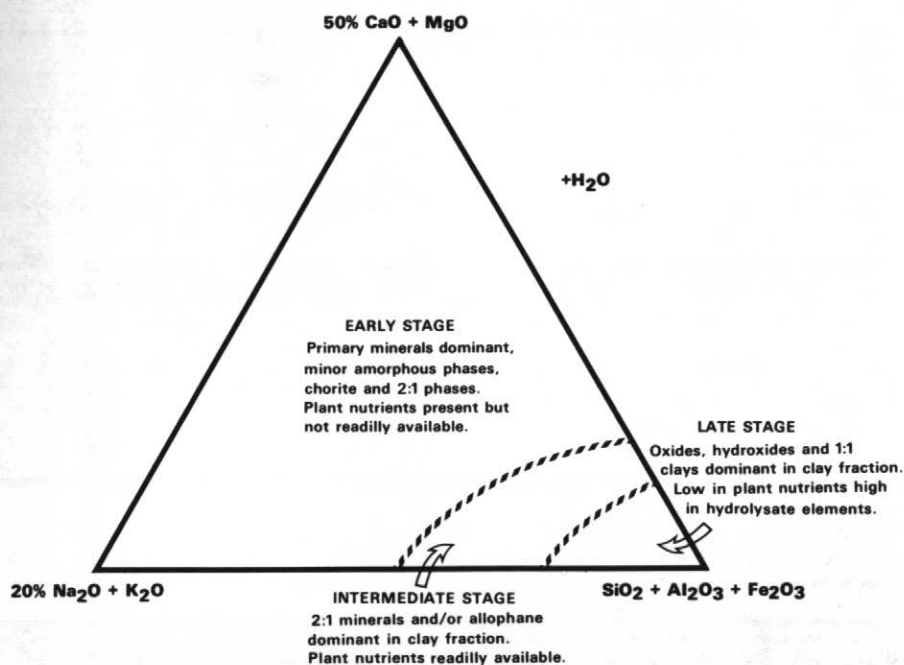 50% CaO + MgO
+H2O
EARLY STAGE
Primary minerals dominant,
minor amorphous phases,
chorite and 2:1 phases.
Plant nutrients present but
not readilly available.
LATE STAGE
Oxides, hydroxides and 1:1
clays dominant in clay fraction.
Low in plant nutrients high
in hydrolysate elements.
20% Na2O + K2O
SiO2 + Al2O3 + Fe2O3
INTERMEDIATE STAGE
2:1 minerals and/or allophane
dominant in clay fraction.
Plant nutrients readilly available.